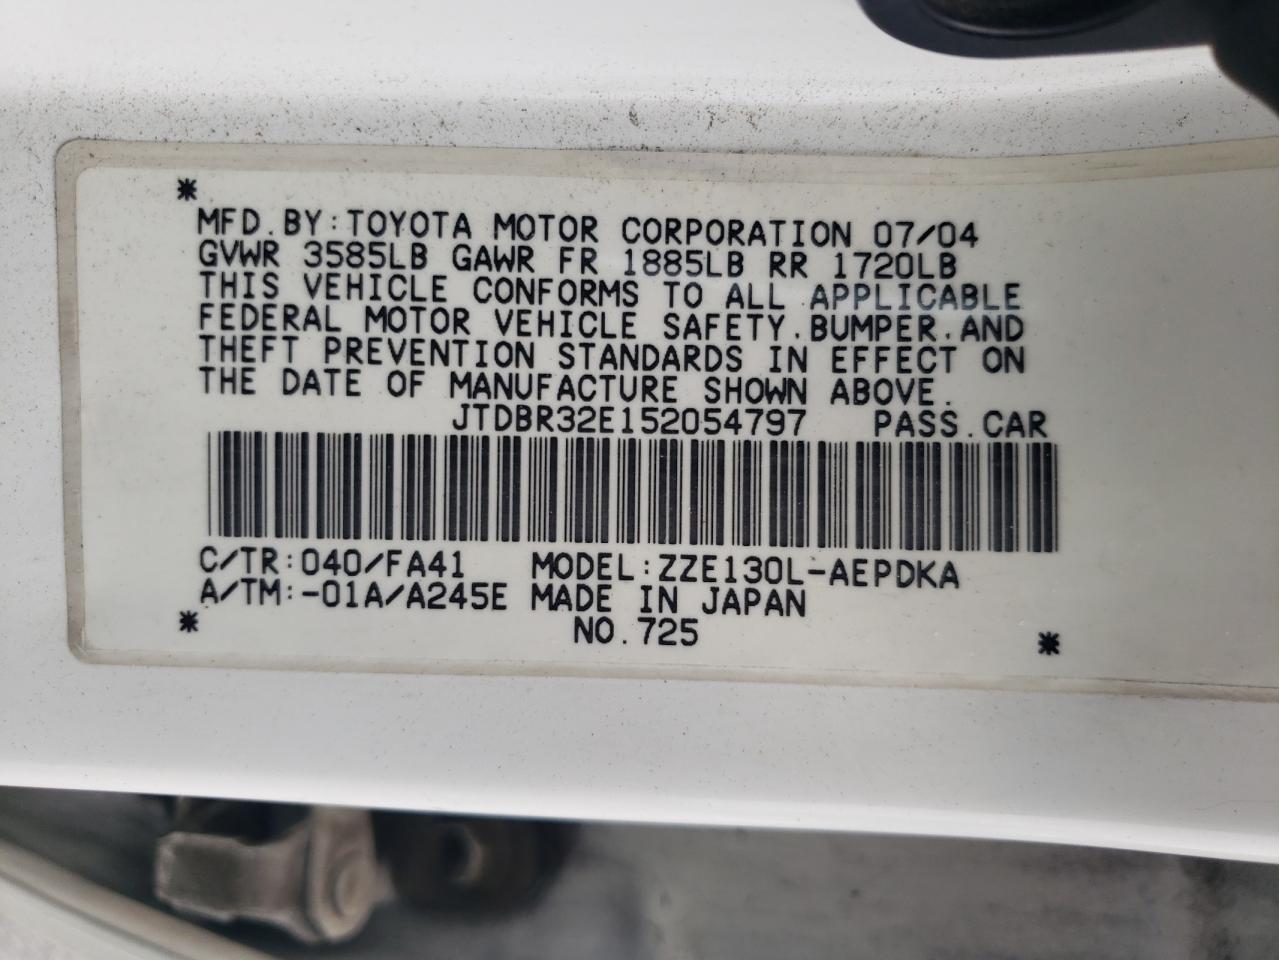 MFD.BY:TOYOTA MOTOR CORPORATION 07/04
GVWR 3585LB GAWR FR 1885LB RR 1720LB
THIS VEHICLE CONFORMS TO ALL APPLICABLE
FEDERAL MOTOR VEHICLE SAFETY.BUMPER.AND
THEFT PREVENTION STANDARDS IN EFFECT ON
THE DATE OF MANUFACTURE SHOWN ABOVE.
JTDBR32E152054797 PASS.CAR
C/TR:040/FA41 MODEL:ZZE130L-AEPDKA
A/TM:-01A/A245E MADE IN JAPAN
NO.725